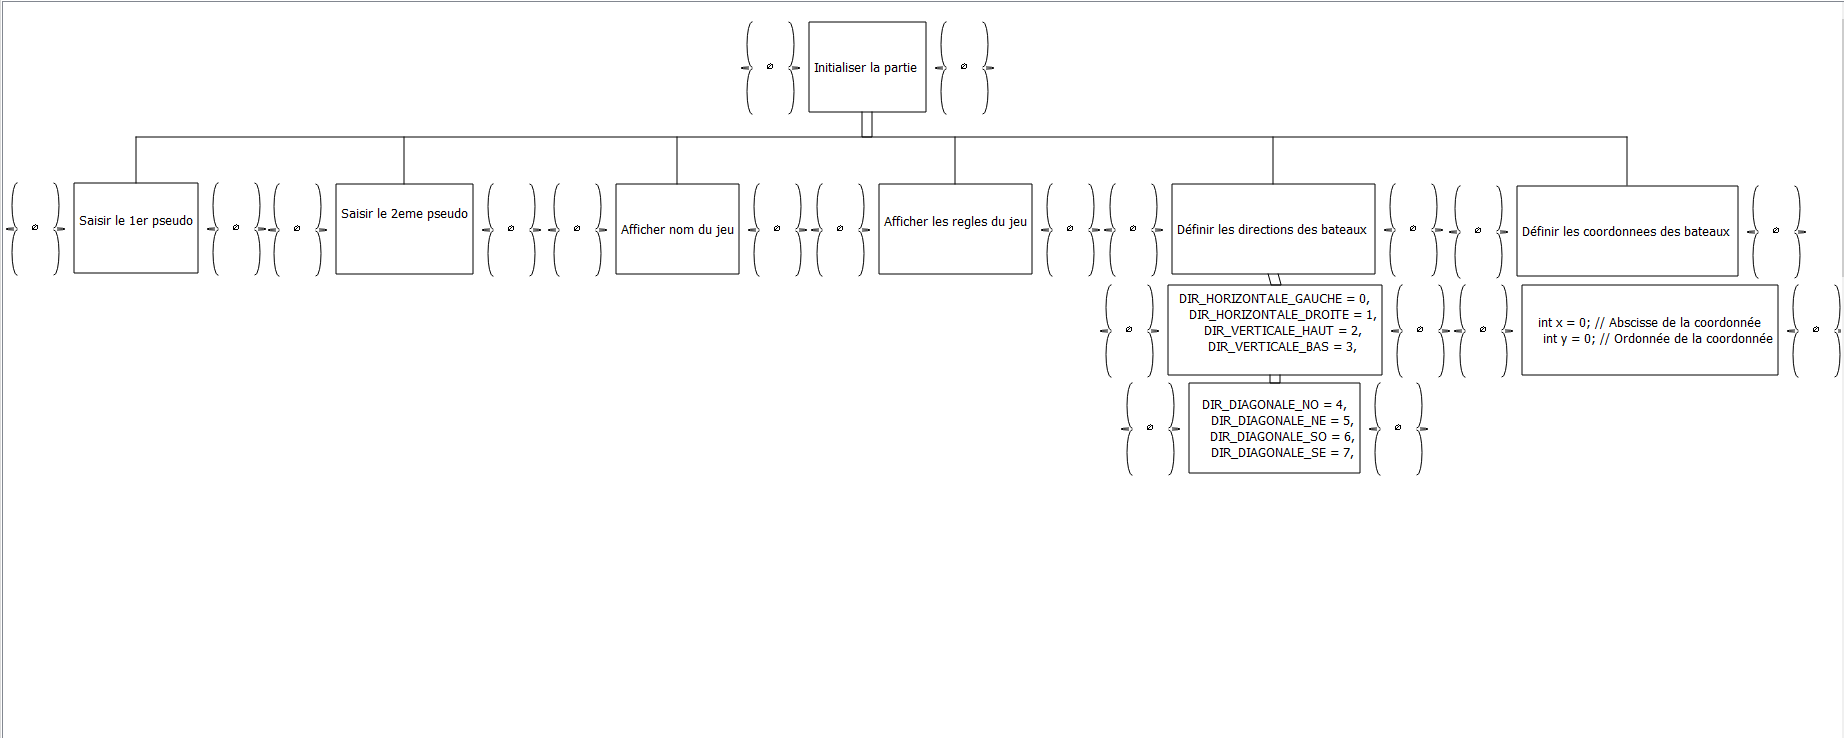 ø Initialiser la partie ø
ø Saisir le 1er pseudo ø
ø Saisir le 2eme pseudo ø
ø Afficher nom du jeu ø
ø Afficher les regles du jeu ø
ø Définir les directions des bateaux ø
ø Définir les coordonnees des bateaux ø
DIR_HORIZONTALE_GAUCHE = 0,
DIR_HORIZONTALE_DROITE = 1,
ø DIR_VERTICALE_HAUT = 2, ø
DIR_VERTICALE_BAS = 3,
ø int x = 0; // Abscisse de la coordonnée ø
int y = 0; // Ordonnée de la coordonnée
DIR_DIAGONALE_NO = 4,
DIR_DIAGONALE_NE = 5,
ø DIR_DIAGONALE_SO = 6, ø
DIR_DIAGONALE_SE = 7,